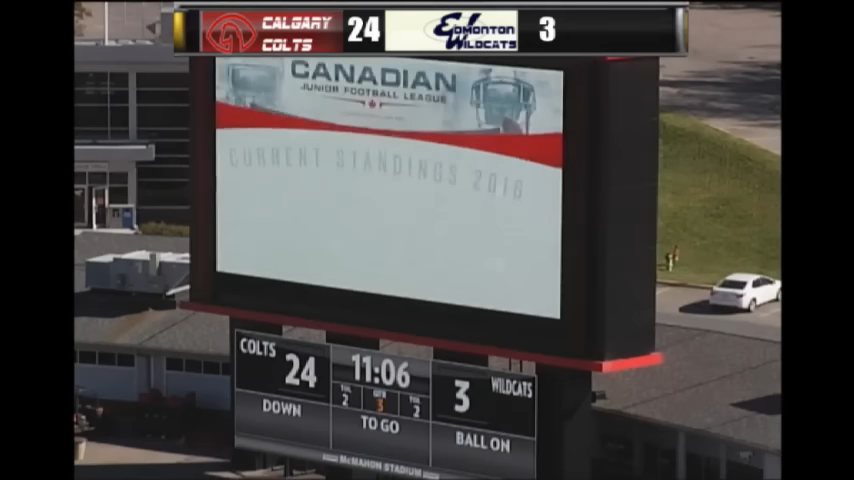 CALGARY
COLTS
24
EDMONTON
WILDCATS
3
CANADIAN
JUNIOR FOOTBALL LEAGUE
CURRENT STANDINGS 2016
COLTS
24
11:06
3
WILDCATS
TOL
2
QTR
3
TOL
2
DOWN
TO GO
BALL ON
McMAHON STADIUM